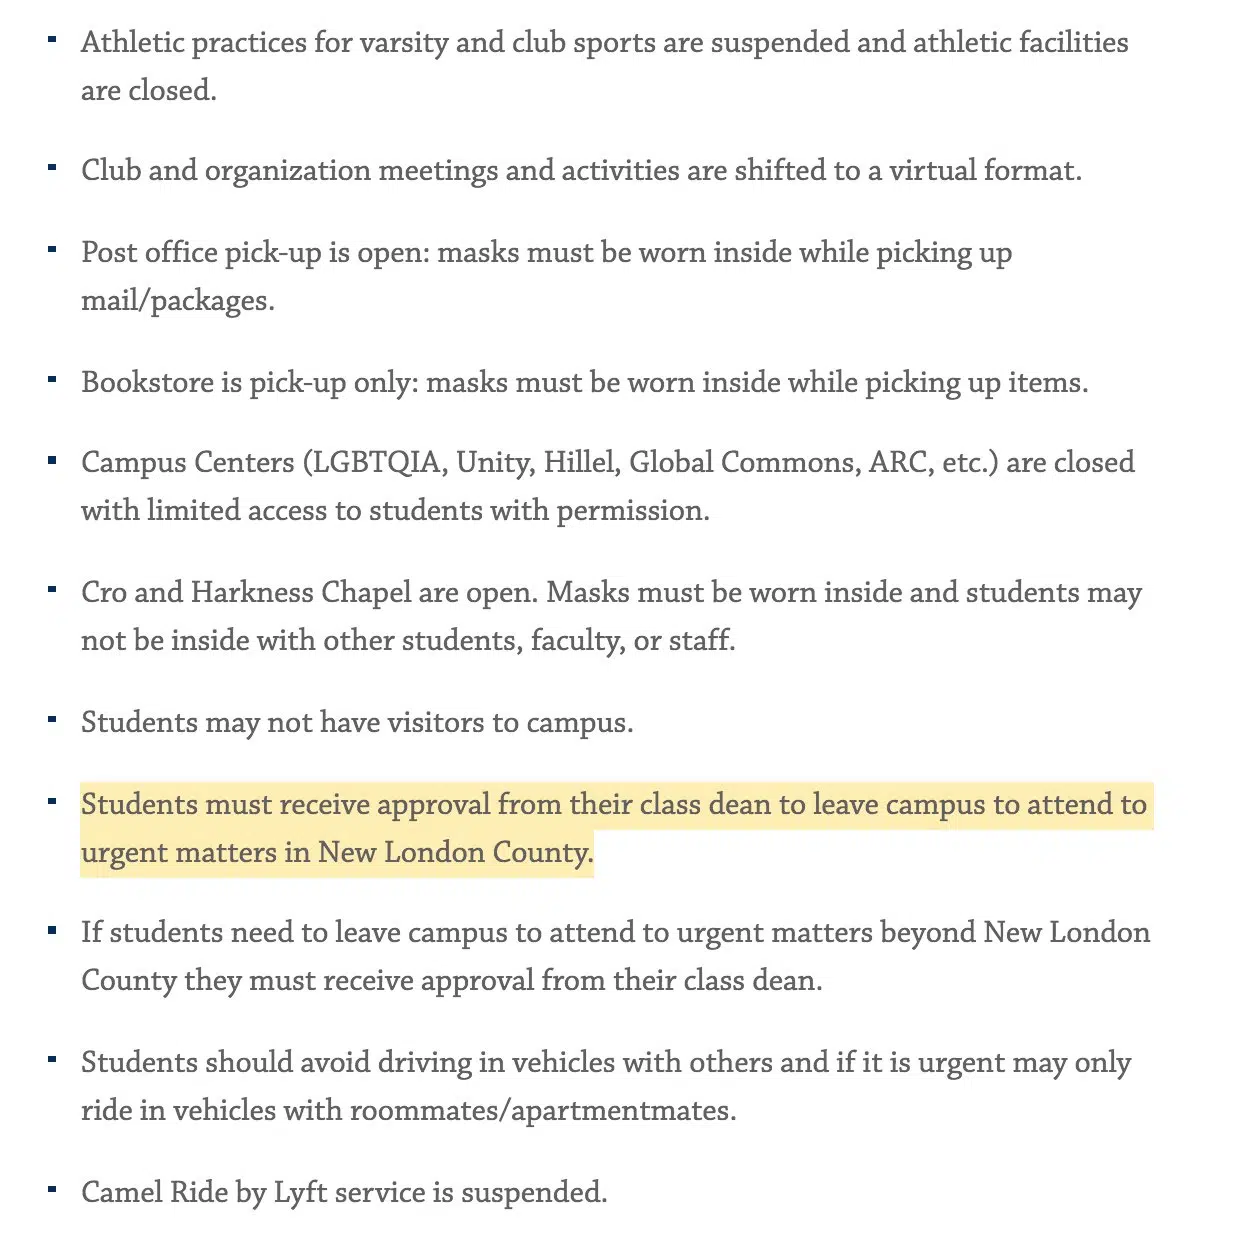 Athletic practices for varsity and club sports are suspended and athletic facilities
are closed.
Club and organization meetings and activities are shifted to a virtual format.
Post office pick-up is open: masks must be worn inside while picking up
mail/packages.
Bookstore is pick-up only: masks must be worn inside while picking up items.
Campus Centers (LGBTQIA, Unity, Hillel, Global Commons, ARC, etc.) are closed
with limited access to students with permission.
Cro and Harkness Chapel are open. Masks must be worn inside and students may
not be inside with other students, faculty, or staff.
Students may not have visitors to campus.
Students must receive approval from their class dean to leave campus to attend to
urgent matters in New London County.
If students need to leave campus to attend to urgent matters beyond New London
County they must receive approval from their class dean.
Students should avoid driving in vehicles with others and if it is urgent may only
ride in vehicles with roommates/apartmentmates.
Camel Ride by Lyft service is suspended.